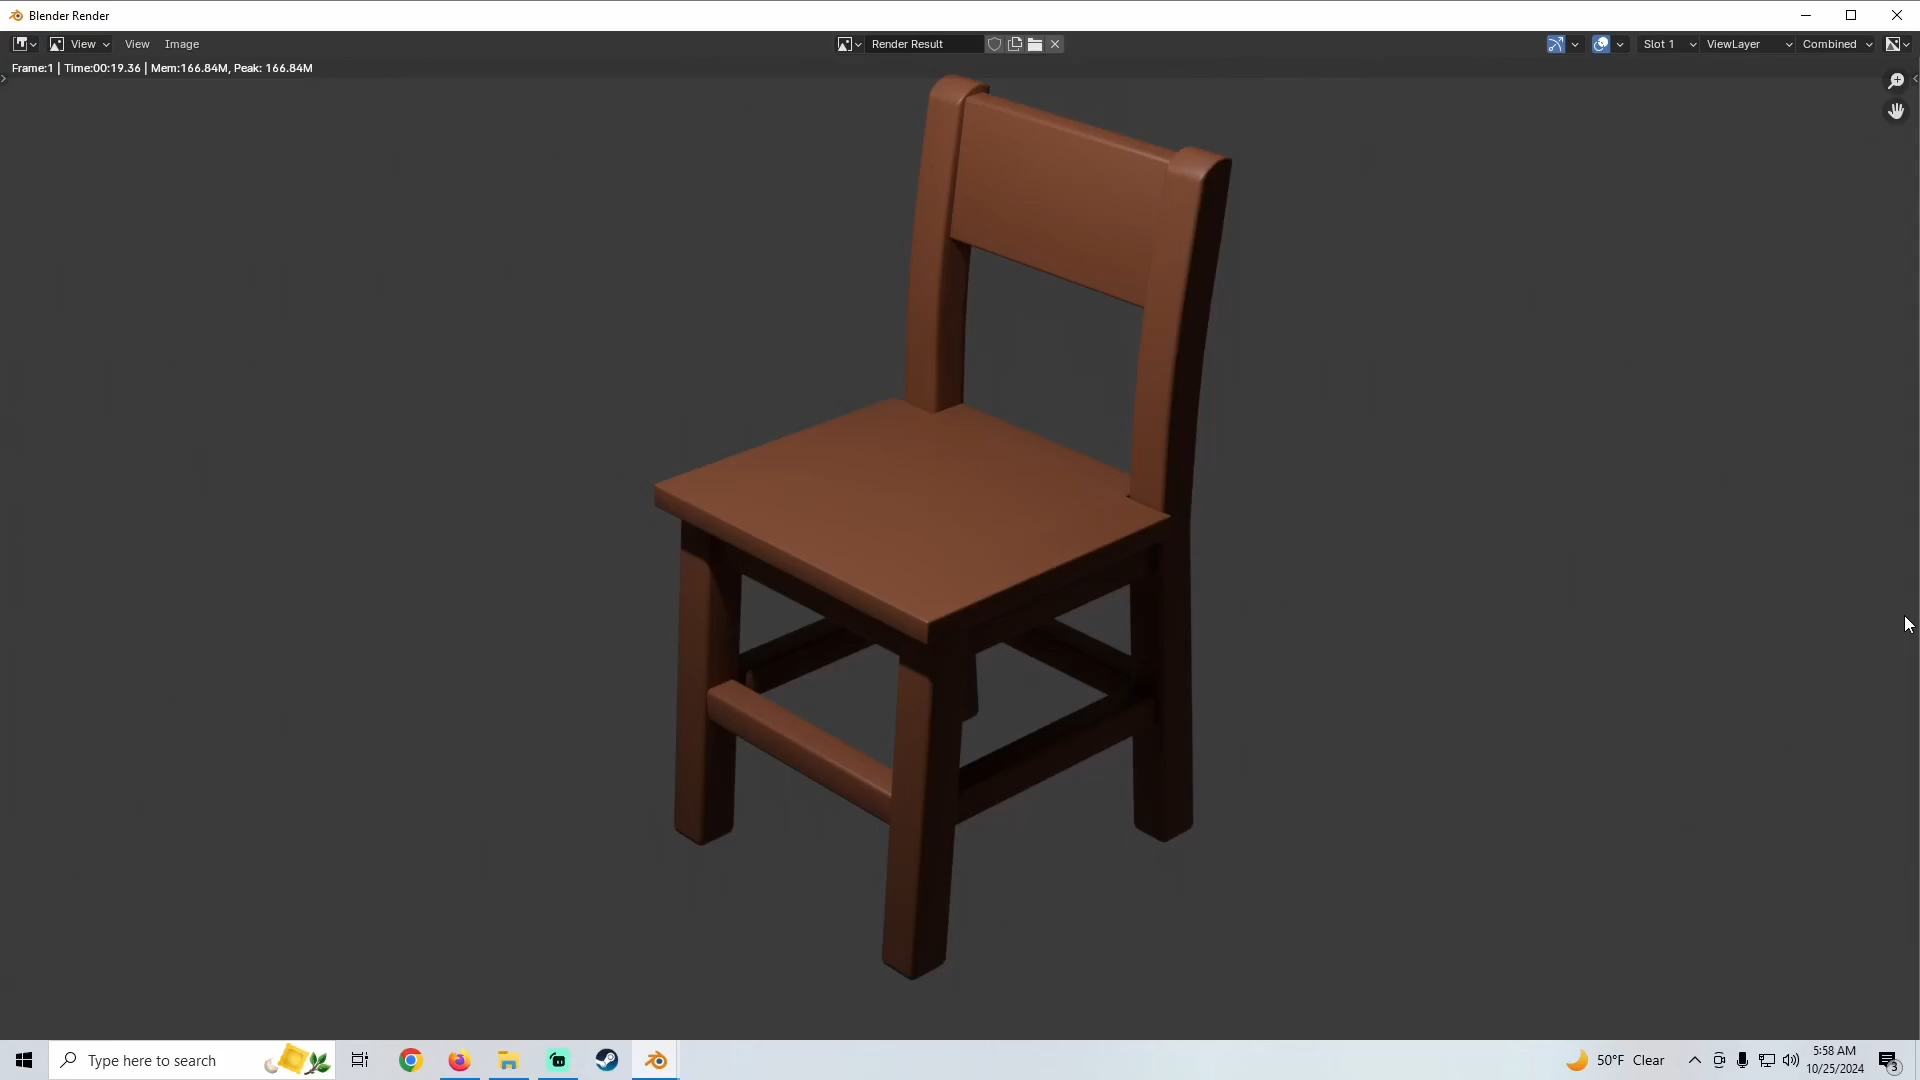 Blender Render
View View Image Render Result Slot 1 ViewLayer Combined
Frame:1 | Time:00:19.36 | Mem:166.84M, Peak: 166.84M
Type here to search 50°F Clear 5:58 AM
10/25/2024 3